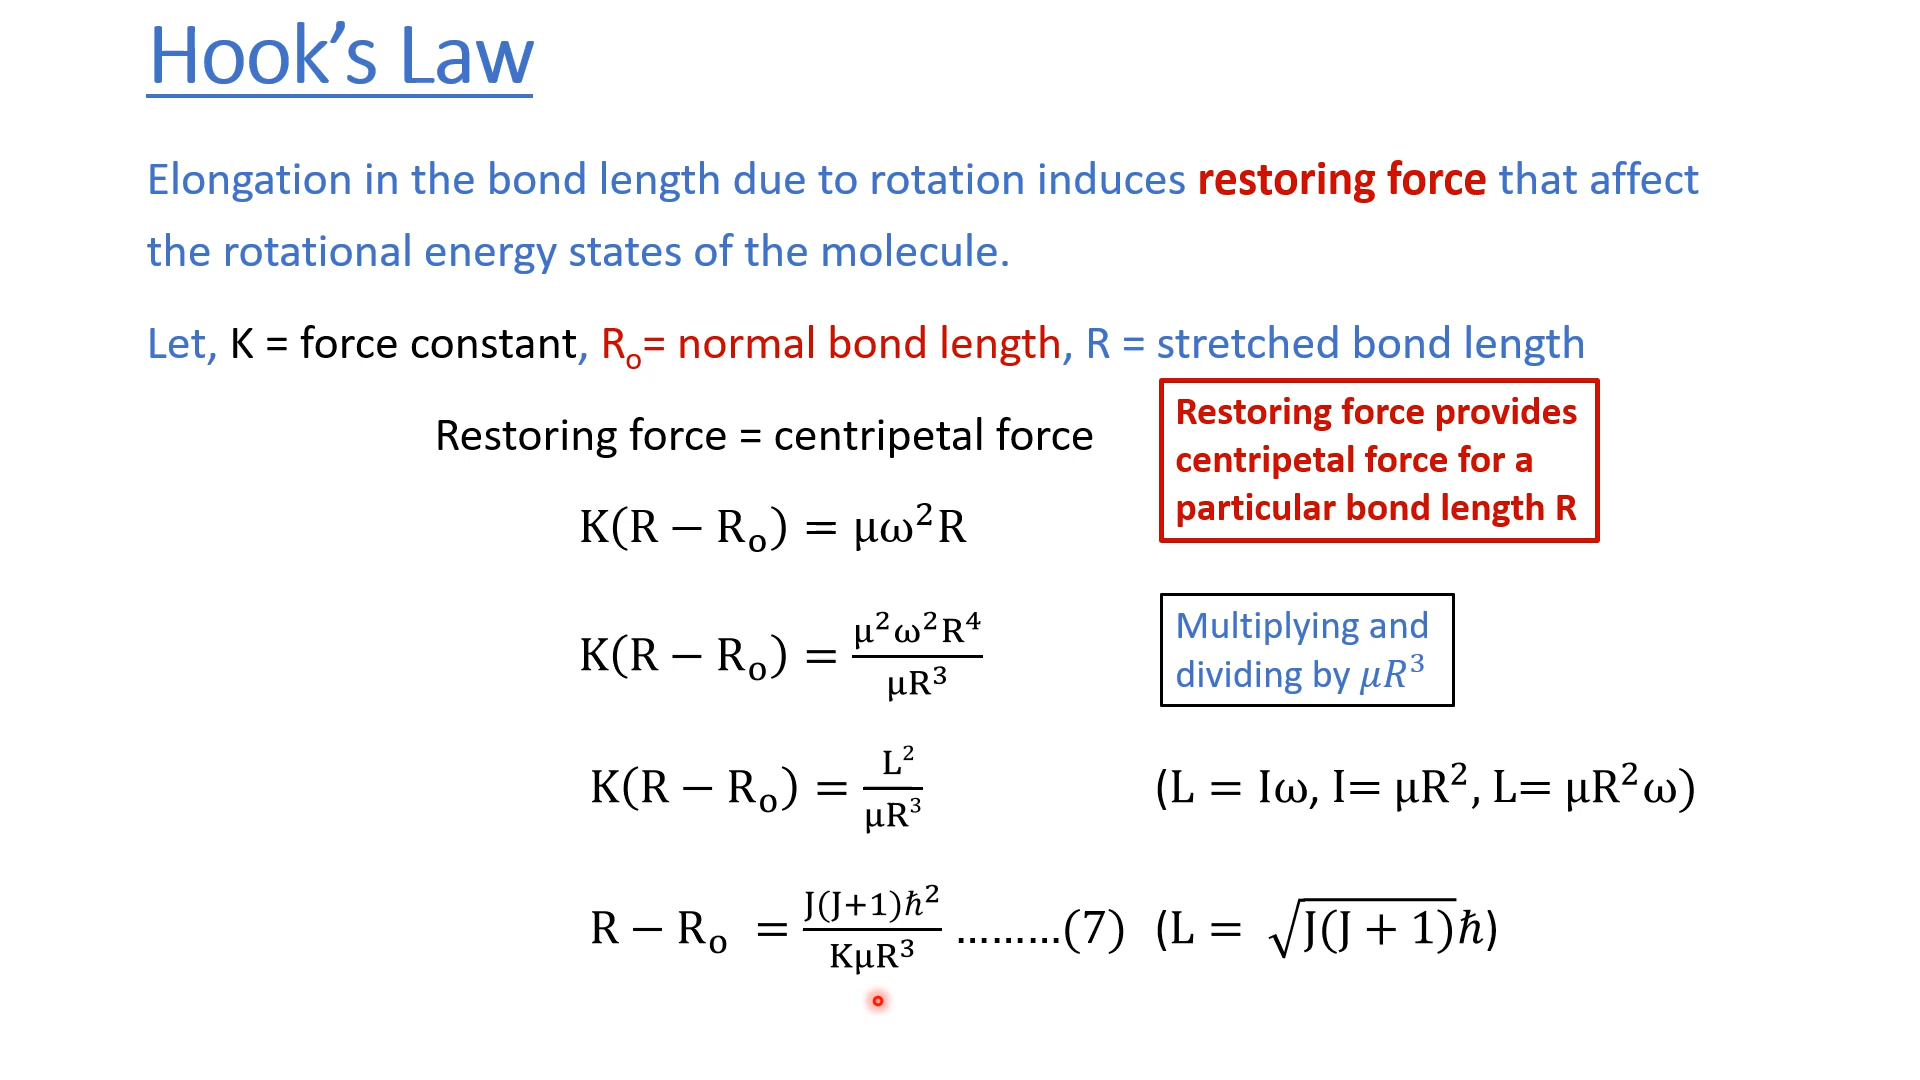 Hook’s Law
Elongation in the bond length due to rotation induces restoring force that affect
the rotational energy states of the molecule.
Let, K = force constant, Rₒ= normal bond length, R = stretched bond length
Restoring force = centripetal force
Restoring force provides
centripetal force for a
particular bond length R
K(R − Rₒ) = μω²R
K(R − Rₒ) = μ²ω²R⁴/μR³
Multiplying and
dividing by μR³
K(R − Rₒ) = L²/μR³ (L = Iω, I= μR², L= μR²ω)
R − Rₒ = J(J+1)ℏ²/KμR³ ………(7) (L = √J(J + 1)ℏ)